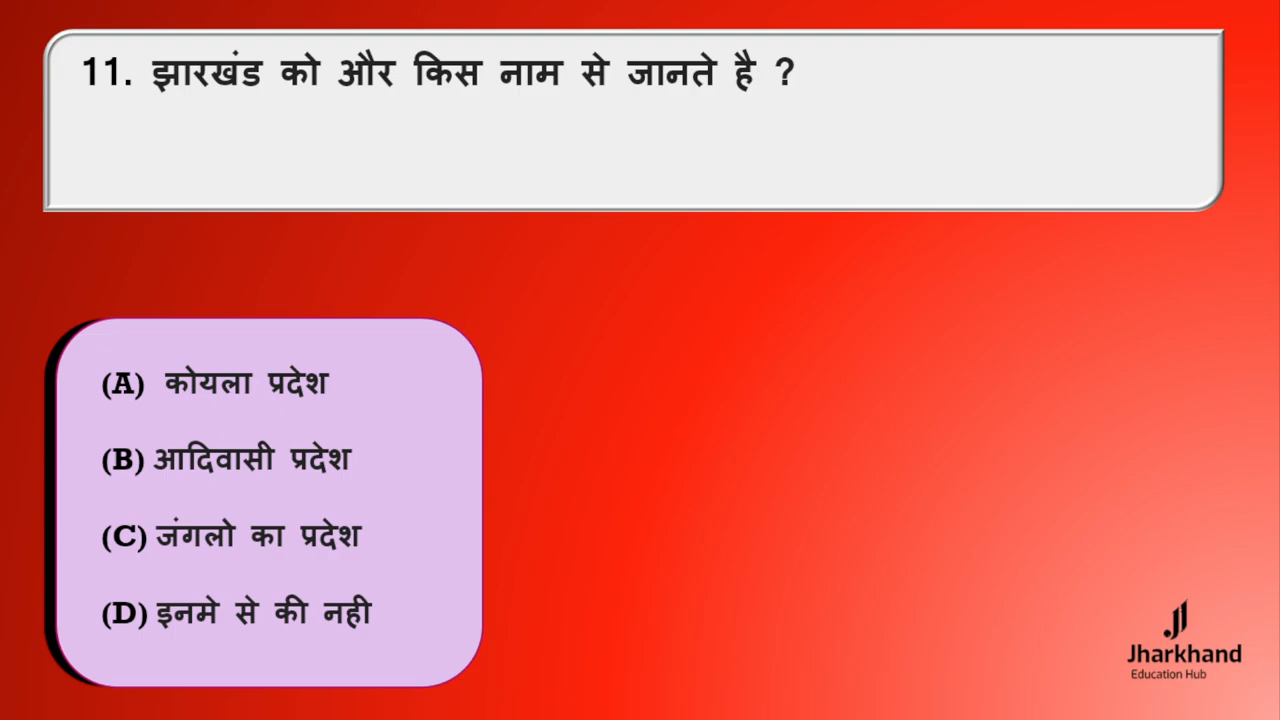 11. झारखंड को और किस नाम से जानते है ?
(A) कोयला प्रदेश
(B) आदिवासी प्रदेश
(C) जंगलो का प्रदेश
(D) इनमे से की नही
Jharkhand
Education Hub